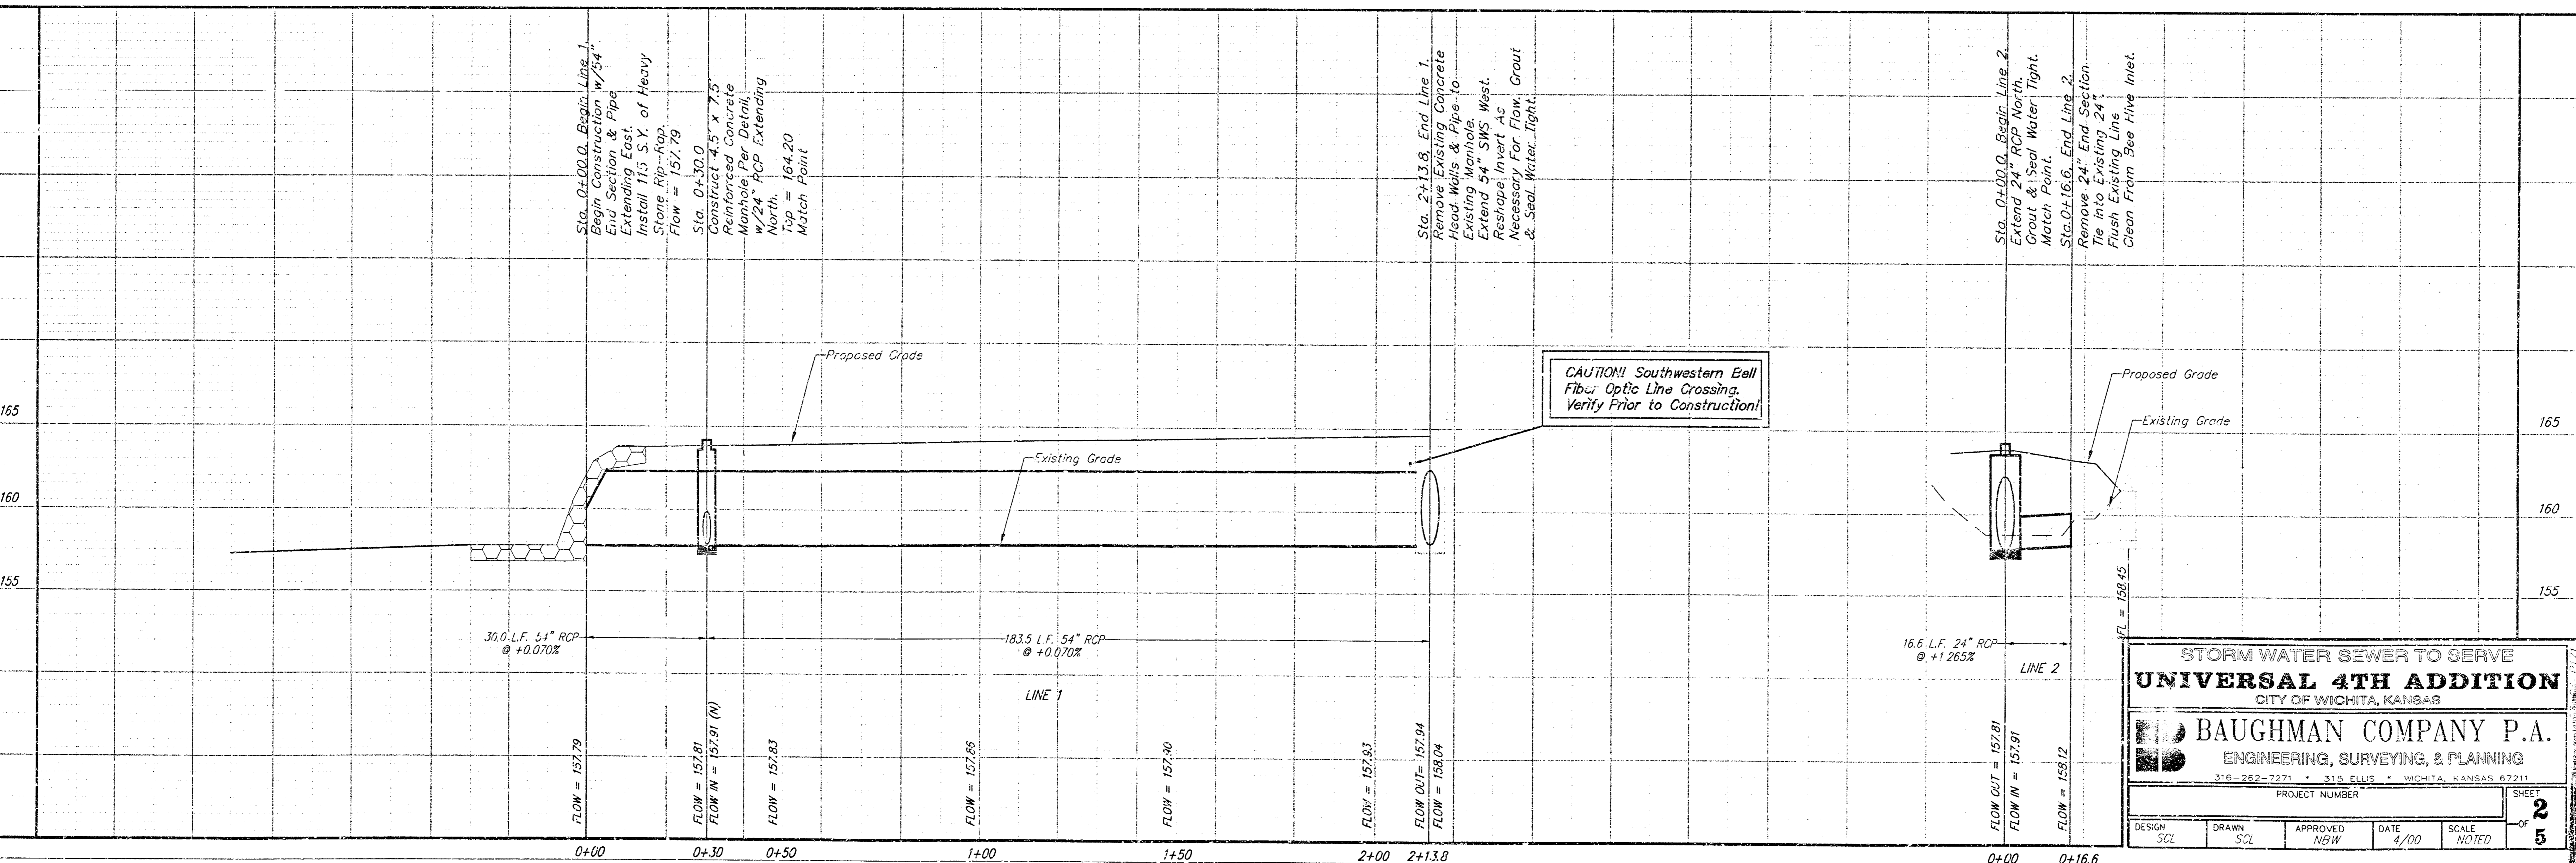 Sta. 0+00.0, Begin Line 1.
Begin Construction w/54"
End Section & Pipe
Extending East.
Install 115 S.Y. of Heavy
Stone Rip-Rap.
Flow = 157.79
Sta. 0+30.0
Construct 4.5' x 7.5'
Reinforced Concrete
Manhole Per Detail,
w/24" RCP Extending
North.
Top = 164.20
Match Point
Sta. 2+13.8, End Line 1.
Remove Existing Concrete
Head Walls & Pipe to
Existing Manhole.
Extend 54" SWS West.
Reshape Invert As
Necessary For Flow. Grout
& Seal Water Tight.
Sta. 0+00.0, Begin Line 2.
Extend 24" RCP North.
Grout & Seal Water Tight.
Match Point.
Sta. 0+16.6, End Line 2.
Remove 24" End Section
Tie into Existing 24"
Flush Existing Line
Clean From Bee Hive Inlet.
Proposed Grade
Existing Grade
CAUTION! Southwestern Bell
Fiber Optic Line Crossing.
Verify Prior to Construction!
Proposed Grade
Existing Grade
165
160
155
165
160
155
30.0 L.F. 54" RCP
@ +0.070%
183.5 L.F. 54" RCP
@ +0.070%
LINE 1
16.6 L.F. 24" RCP
@ +1.265%
LINE 2
FL = 158.45
FLOW = 157.79
FLOW = 157.81
FLOW IN = 157.91 (N)
FLOW = 157.83
FLOW = 157.86
FLOW = 157.90
FLOW = 157.93
FLOW OUT = 157.94
FLOW = 158.04
FLOW OUT = 157.81
FLOW IN = 157.91
FLOW = 158.12
0+00
0+30
0+50
1+00
1+50
2+00
2+13.8
0+00
0+16.6
STORM WATER SEWER TO SERVE
UNIVERSAL 4TH ADDITION
CITY OF WICHITA, KANSAS
BAUGHMAN COMPANY P.A.
ENGINEERING, SURVEYING, & PLANNING
316-262-7271 • 315 ELLIS • WICHITA, KANSAS 67211
PROJECT NUMBER
SHEET
2
OF
5
DESIGN
SCL
DRAWN
SCL
APPROVED
NBW
DATE
4/00
SCALE
NOTED